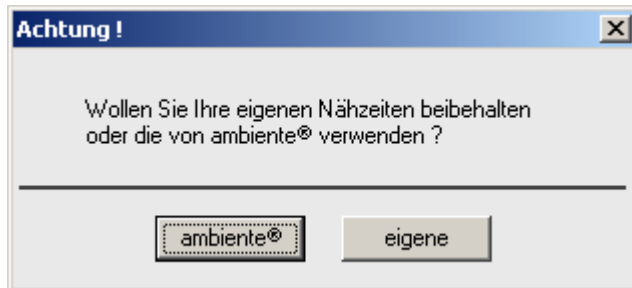 Achtung !
Wollen Sie Ihre eigenen Nähzeiten beibehalten
oder die von ambiente® verwenden ?
ambiente®
eigene